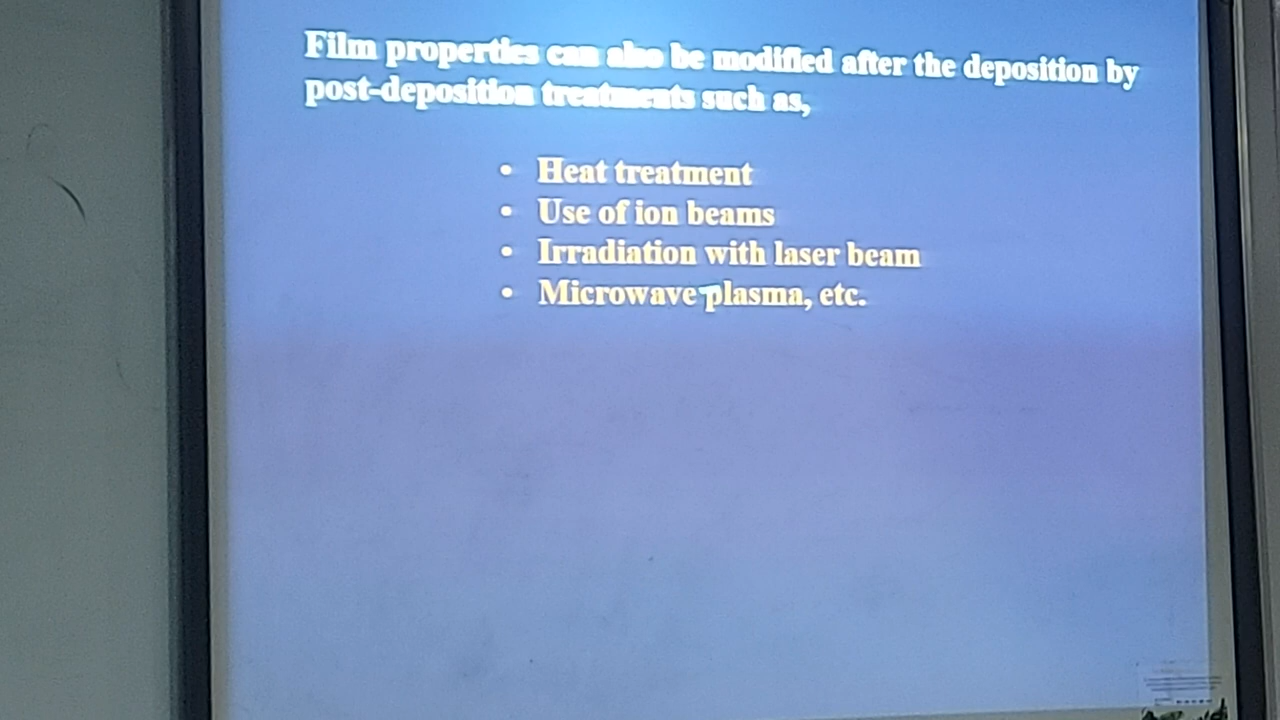 Film properties can also be modified after the deposition by
post-deposition treatments such as,
• Heat treatment
• Use of ion beams
• Irradiation with laser beam
• Microwave plasma, etc.